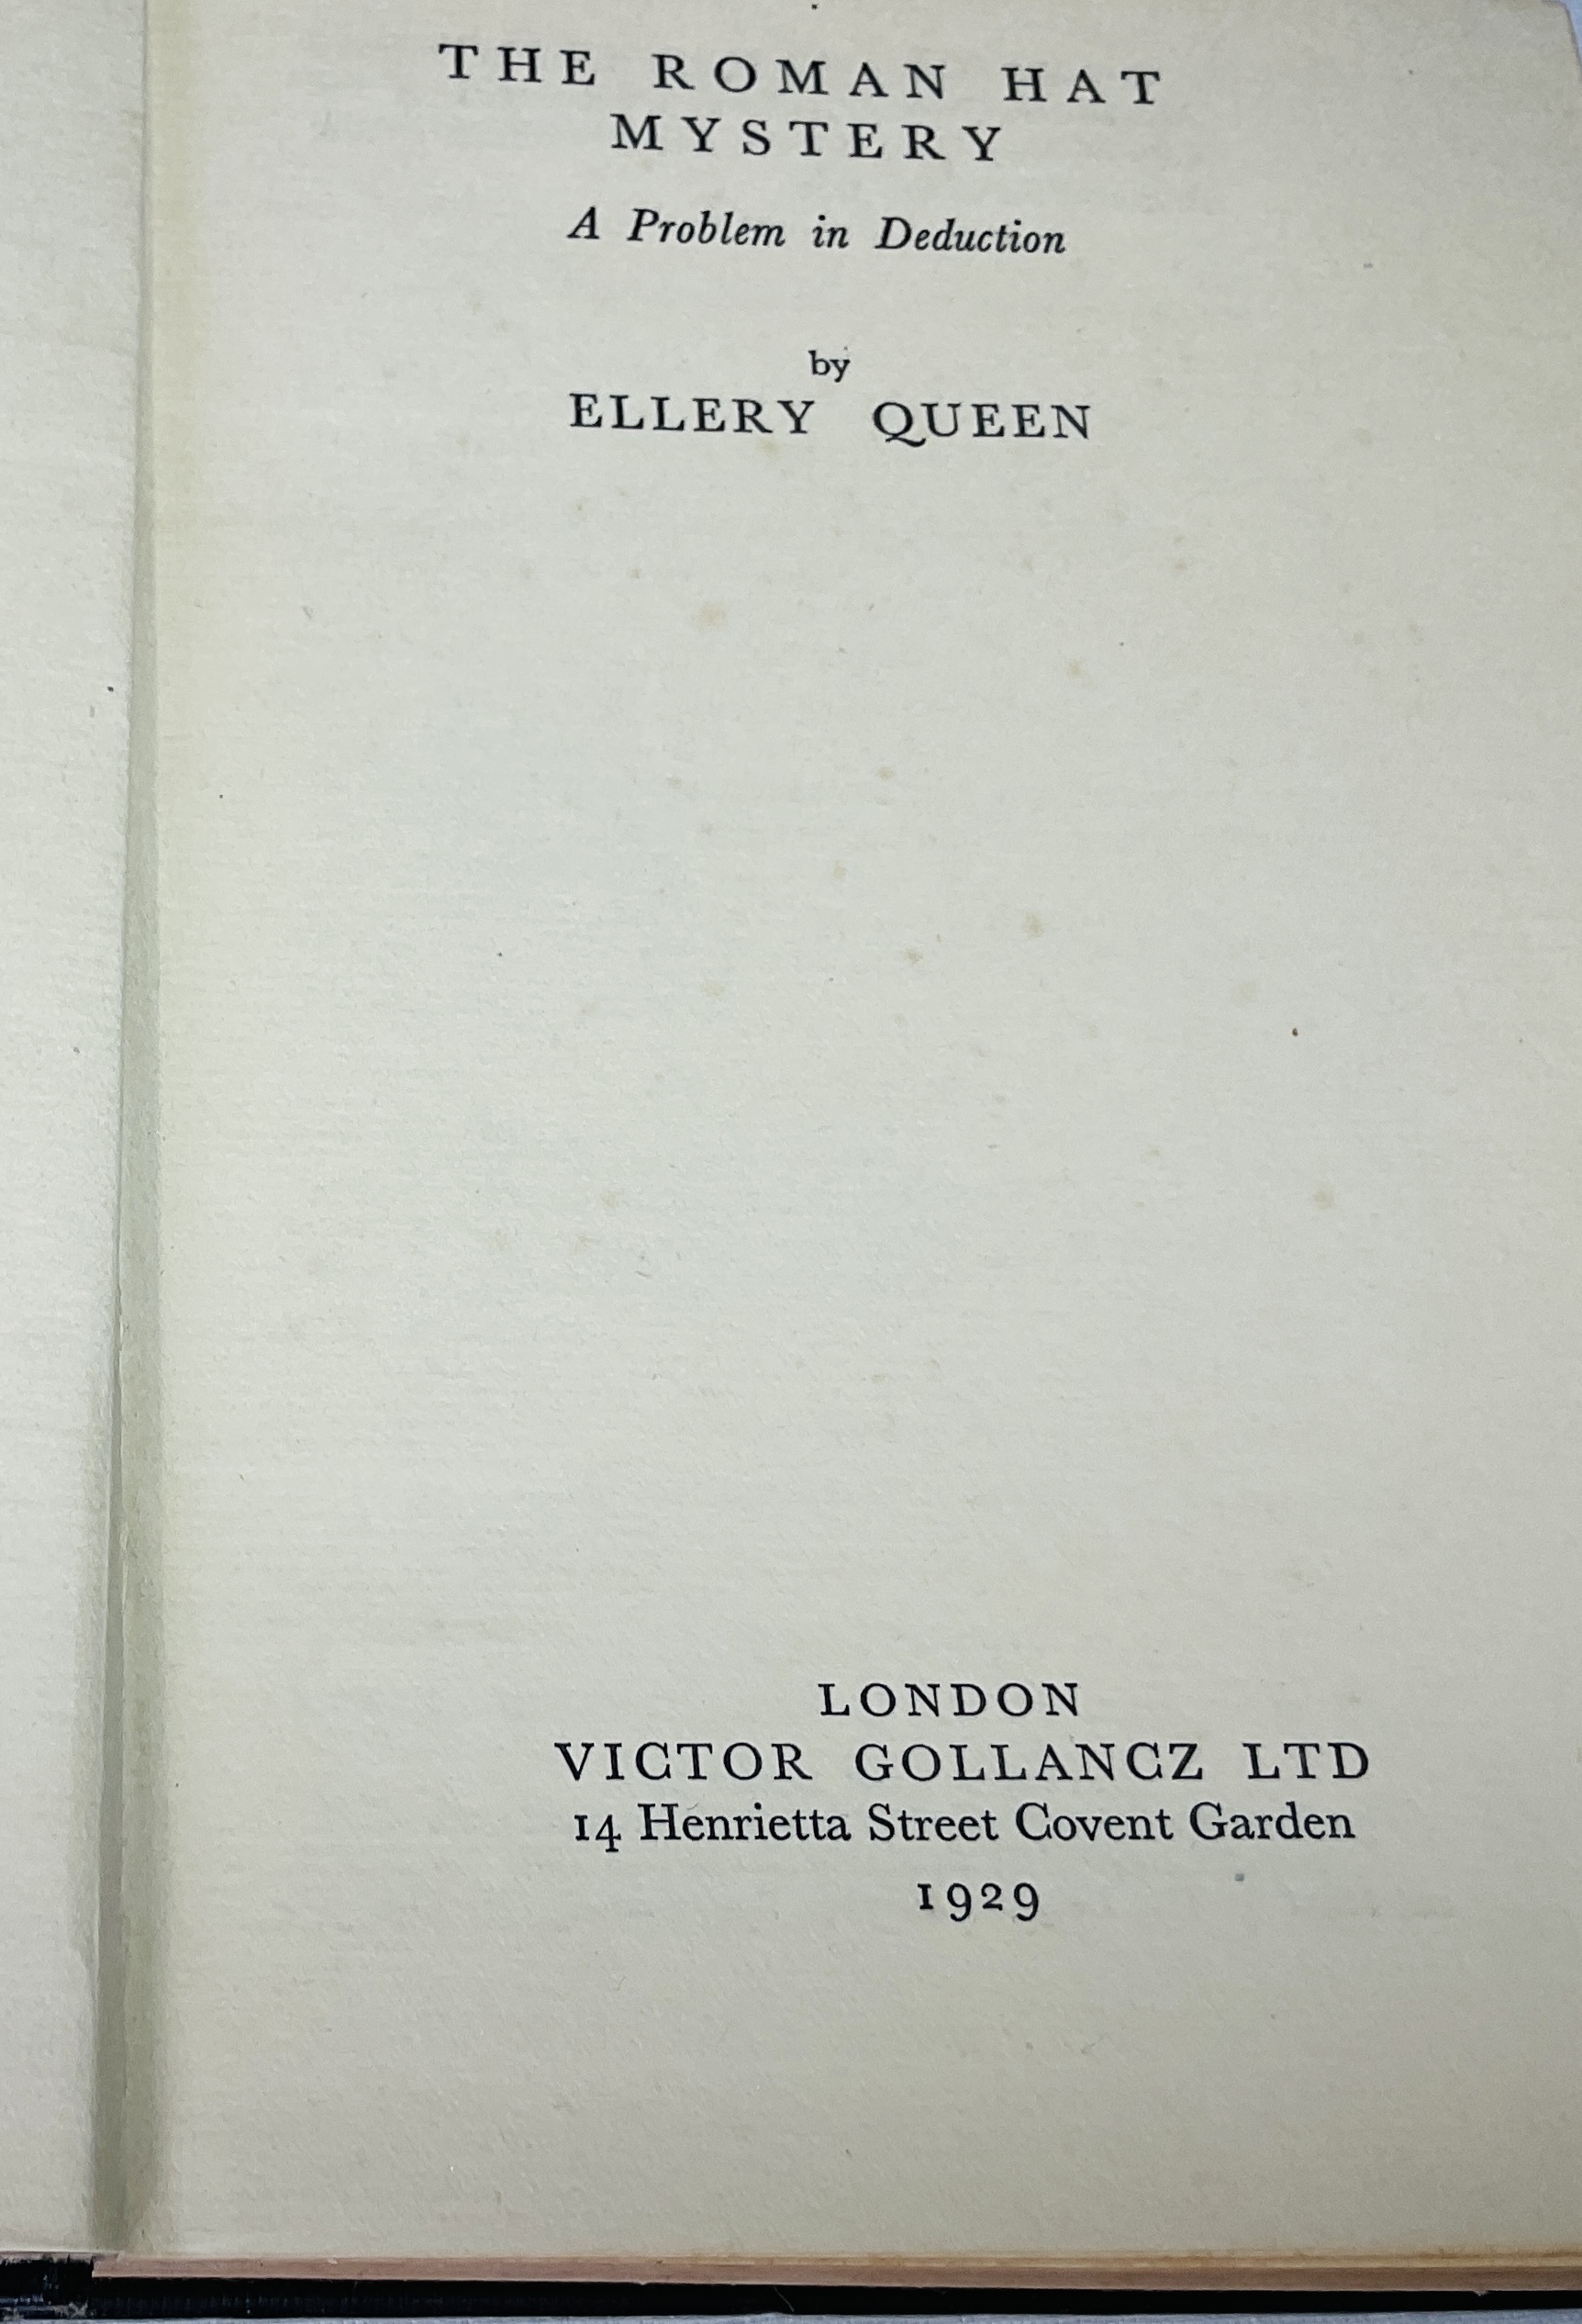 THE ROMAN HAT
MYSTERY
A Problem in Deduction
by
ELLERY QUEEN
LONDON
VICTOR GOLLANCZ LTD
14 Henrietta Street Covent Garden
1929